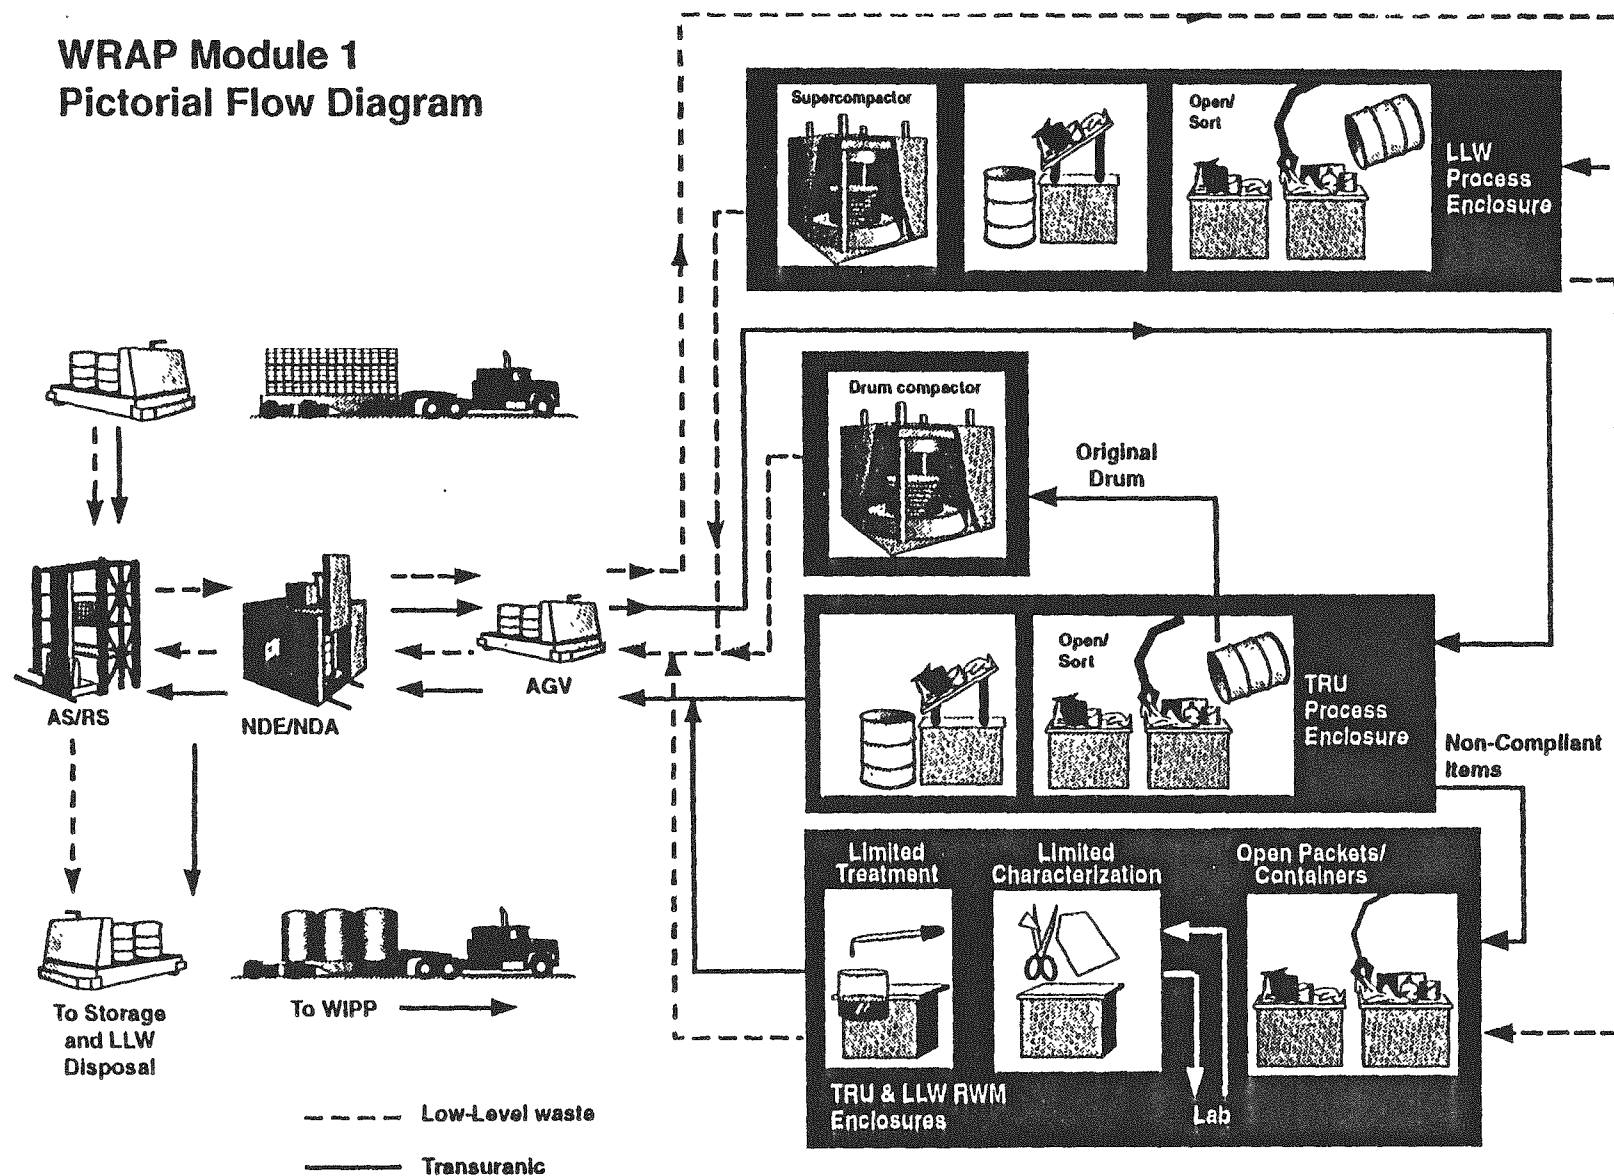 WRAP Module 1
Pictorial Flow Diagram
Supercompactor
Open/
Sort
LLW
Process
Enclosure
Drum compactor
Original
Drum
AS/RS
NDE/NDA
AGV
Open/
Sort
TRU
Process
Enclosure
Non-Compliant
Items
Limited
Treatment
Limited
Characterization
Open Packets/
Containers
To Storage
and LLW
Disposal
To WIPP
TRU & LLW RWM
Enclosures
Lab
Low-Level waste
Transuranic